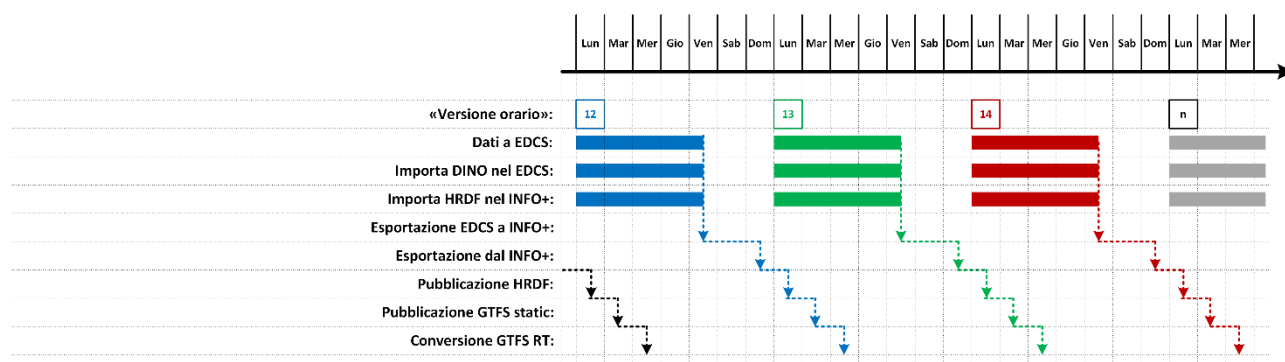 Lun Mar Mer Gio Ven Sab Dom Lun Mar Mer Gio Ven Sab Dom Lun Mar Mer Gio Ven Sab Dom Lun Mar Mer
«Versione orario»: 12 13 14 n
Dati a EDCS:
Importa DINO nel EDCS:
Importa HRDF nel INFO+:
Esportazione EDCS a INFO+:
Esportazione dal INFO+:
Pubblicazione HRDF:
Pubblicazione GTFS static:
Conversione GTFS RT: